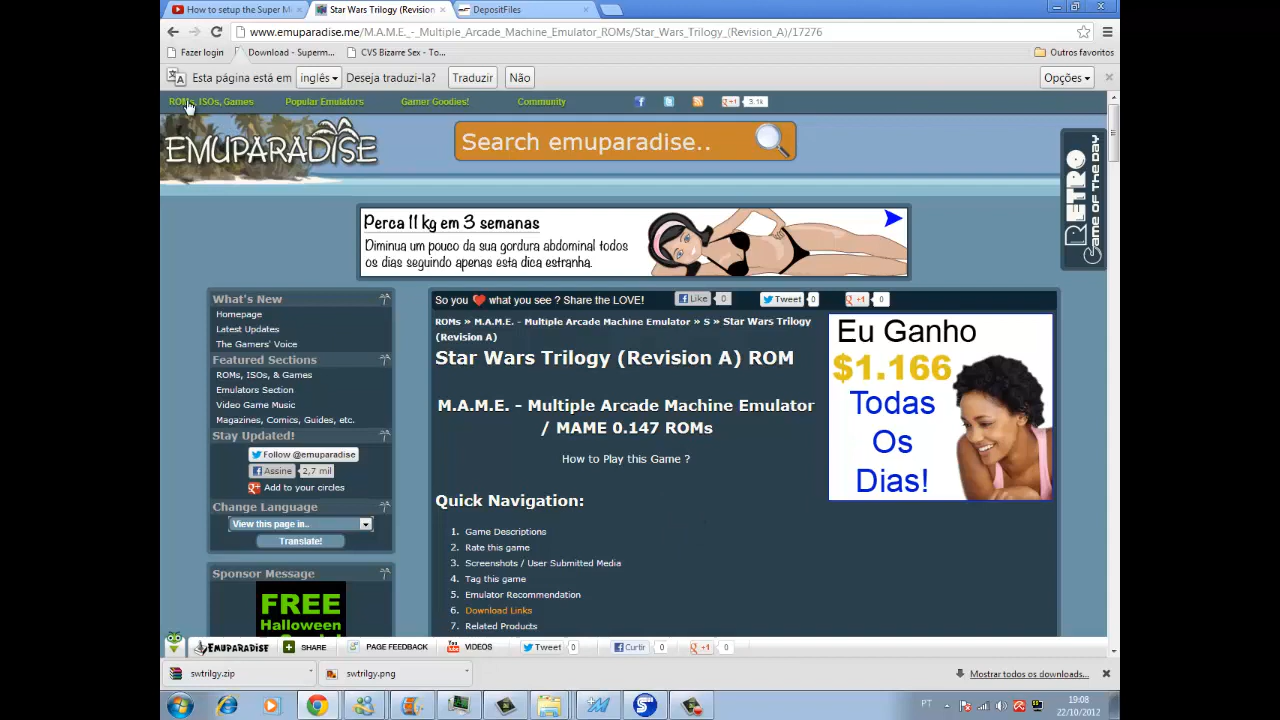 How to setup the Super M
Star Wars Trilogy (Revision
DepositFiles
www.emuparadise.me/M.A.M.E._-_Multiple_Arcade_Machine_Emulator_ROMs/Star_Wars_Trilogy_(Revision_A)/17276
Fazer login
Download - Superm...
CVS Bizarre Sex - To...
Outros favoritos
Esta página está em
inglês
Deseja traduzi-la?
Traduzir
Não
Opções
ROMs, ISOs, Games
Popular Emulators
Gamer Goodies!
Community
+1
3.1k
EMUPARADISE
Search emuparadise..
RETRO
Game OF THE DAY
Perca 11 kg em 3 semanas
Diminua um pouco da sua gordura abdominal todos
os dias seguindo apenas esta dica estranha.
What's New
Homepage
Latest Updates
The Gamers' Voice
Featured Sections
ROMs, ISOs, & Games
Emulators Section
Video Game Music
Magazines, Comics, Guides, etc.
Stay Updated!
Follow @emuparadise
Assine
2,7 mil
Add to your circles
Change Language
View this page in..
Translate!
Sponsor Message
FREE
Halloween
So you ❤ what you see ? Share the LOVE!
Like 0
Tweet 0
+1 0
ROMs » M.A.M.E. - Multiple Arcade Machine Emulator » S » Star Wars Trilogy
(Revision A)
Star Wars Trilogy (Revision A) ROM
M.A.M.E. - Multiple Arcade Machine Emulator
/ MAME 0.147 ROMs
How to Play this Game ?
Quick Navigation:
1. Game Descriptions
2. Rate this game
3. Screenshots / User Submitted Media
4. Tag this game
5. Emulator Recommendation
6. Download Links
7. Related Products
Eu Ganho
$1.166
Todas
Os
Dias!
EMUPARADISE
SHARE
PAGE FEEDBACK
You Tube
VIDEOS
Tweet 0
Curtir 0
+1 0
swtrilgy.zip
swtrilgy.png
Mostrar todos os downloads...
PT
19:08
22/10/2012